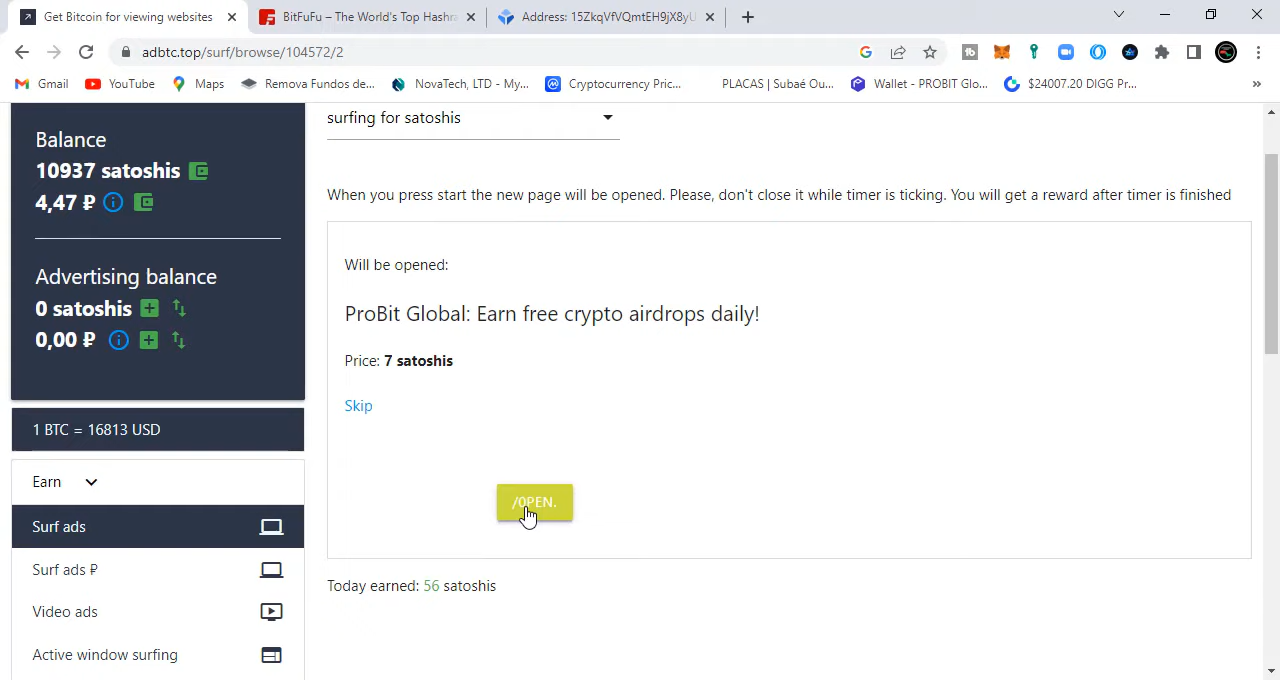 Get Bitcoin for viewing websites
BitFuFu – The World's Top Hashra
Address: 15ZkqVfVQmtEH9jX8yU
adbtc.top/surf/browse/104572/2
Gmail
YouTube
Maps
Remova Fundos de...
NovaTech, LTD - My...
Cryptocurrency Pric...
PLACAS | Subaé Ou...
Wallet - PROBIT Glo...
$24007.20 DIGG Pr...
Balance
10937 satoshis
4,47 ₽
Advertising balance
0 satoshis
0,00 ₽
1 BTC = 16813 USD
Earn
Surf ads
Surf ads ₽
Video ads
Active window surfing
surfing for satoshis
When you press start the new page will be opened. Please, don't close it while timer is ticking. You will get a reward after timer is finished
Will be opened:
ProBit Global: Earn free crypto airdrops daily!
Price: 7 satoshis
Skip
/0PEN.
Today earned: 56 satoshis